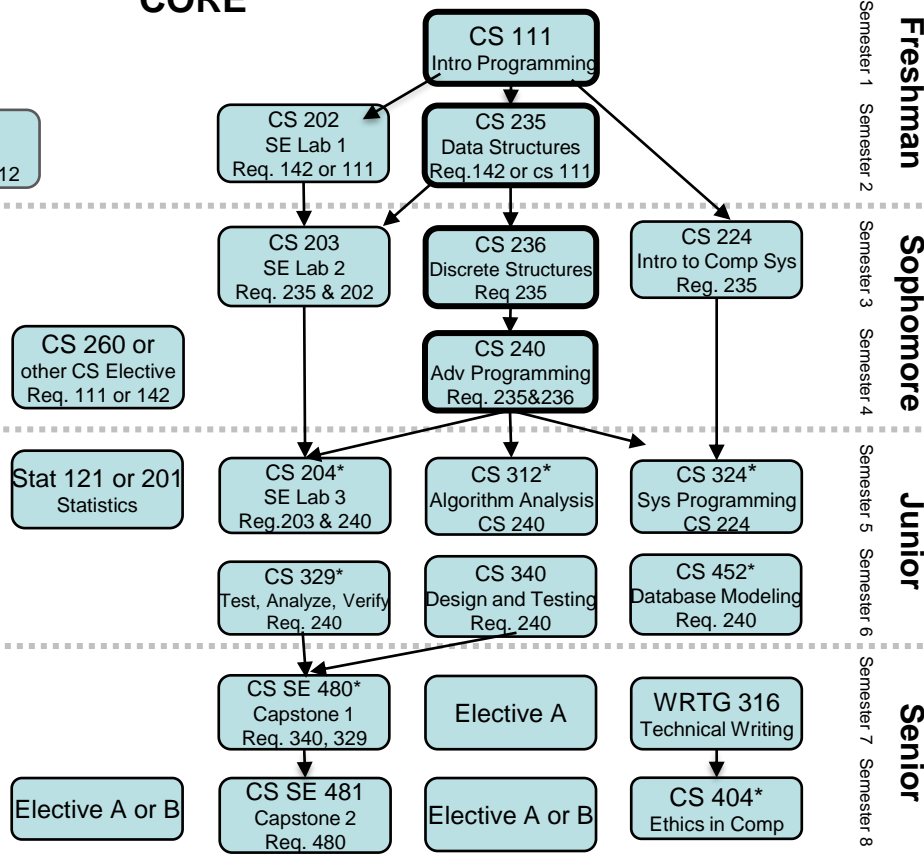 CORE
CS 111
Intro Programming
Semester 1
Freshman
12
CS 202
SE Lab 1
Req. 142 or 111
CS 235
Data Structures
Req.142 or cs 111
Semester 2
CS 203
SE Lab 2
Req. 235 & 202
CS 236
Discrete Structures
Req 235
CS 224
Intro to Comp Sys
Reg. 235
Semester 3
Sophomore
CS 260 or
other CS Elective
Req. 111 or 142
CS 240
Adv Programming
Req. 235&236
Semester 4
Stat 121 or 201
Statistics
CS 204*
SE Lab 3
Reg.203 & 240
CS 312*
Algorithm Analysis
CS 240
CS 324*
Sys Programming
CS 224
Semester 5
Junior
CS 329*
Test, Analyze, Verify
Req. 240
CS 340
Design and Testing
Req. 240
CS 452*
Database Modeling
Req. 240
Semester 6
CS SE 480*
Capstone 1
Req. 340, 329
Elective A
WRTG 316
Technical Writing
Semester 7
Senior
Elective A or B
CS SE 481
Capstone 2
Req. 480
Elective A or B
CS 404*
Ethics in Comp
Semester 8